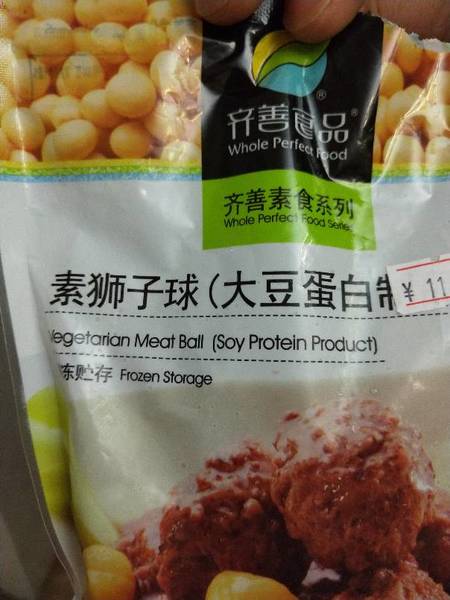 齐善食品®
Whole Perfect Food
齐善素食系列
Whole Perfect Food Series
素狮子球(大豆蛋白制
¥ 11
Vegetarian Meat Ball (Soy Protein Product)
冻贮存 Frozen Storage